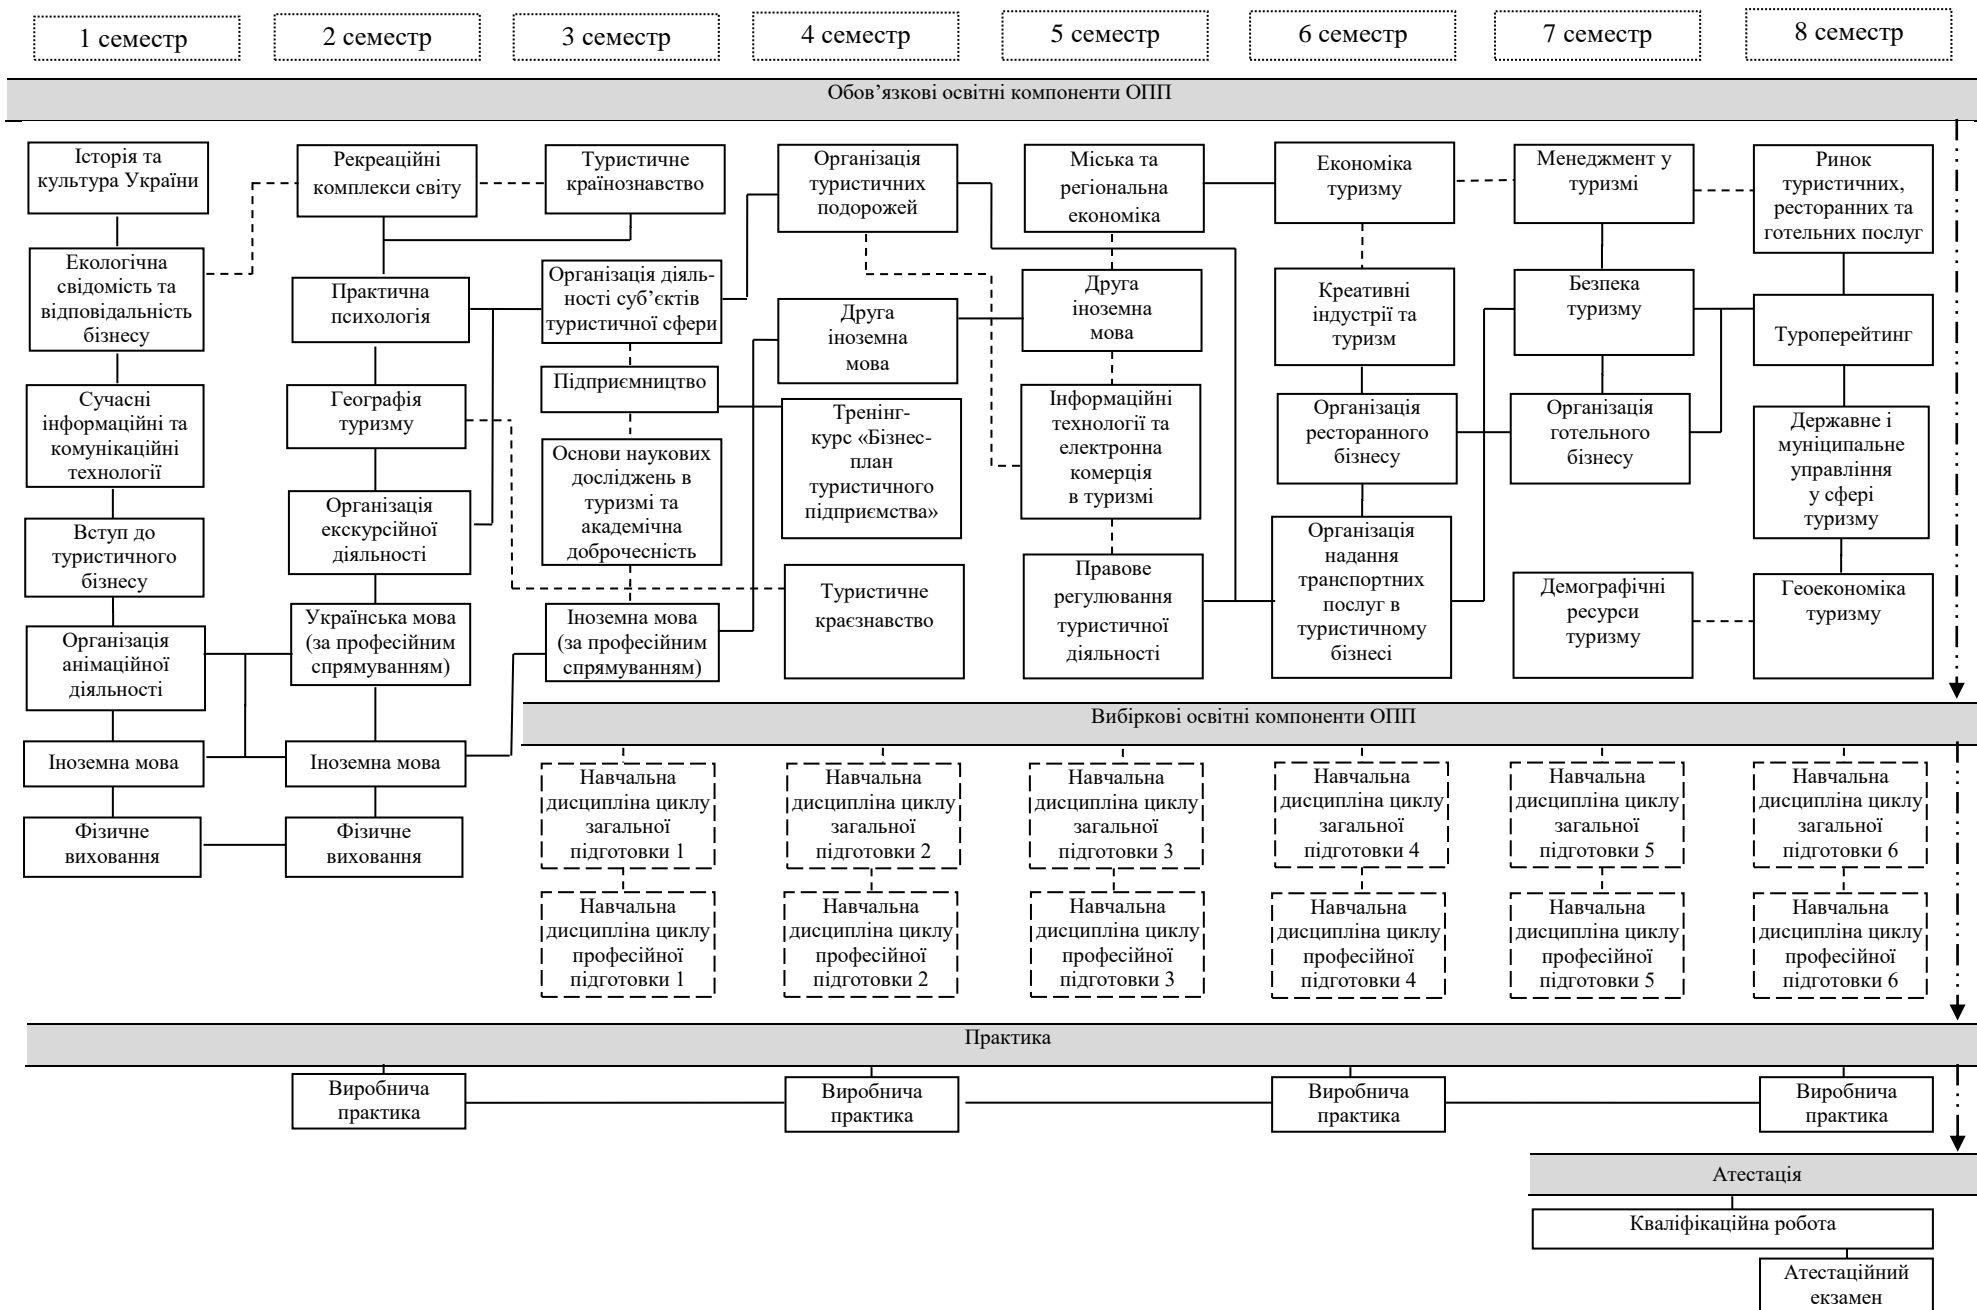 1 семестр
2 семестр
3 семестр
4 семестр
5 семестр
6 семестр
7 семестр
8 семестр
Обов’язкові освітні компоненти ОПП
Історія та
культура України
Екологічна
свідомість та
відповідальність
бізнесу
Сучасні
інформаційні та
комунікаційні
технології
Вступ до
туристичного
бізнесу
Організація
анімаційної
діяльності
Іноземна мова
Фізичне
виховання
Рекреаційні
комплекси світу
Практична
психологія
Географія
туризму
Організація
екскурсійної
діяльності
Українська мова
(за професійним
спрямуванням)
Іноземна мова
Фізичне
виховання
Туристичне
країнознавство
Організація діяль-
ності суб’єктів
туристичної сфери
Підприємництво
Основи наукових
досліджень в
туризмі та
академічна
доброчесність
Іноземна мова
(за професійним
спрямуванням)
Організація
туристичних
подорожей
Друга
іноземна
мова
Тренінг-
курс «Бізнес-
план
туристичного
підприємства»
Туристичне
краєзнавство
Міська та
регіональна
економіка
Друга
іноземна
мова
Інформаційні
технології та
електронна
комерція
в туризмі
Правове
регулювання
туристичної
діяльності
Економіка
туризму
Креативні
індустрії та
туризм
Організація
ресторанного
бізнесу
Організація
надання
транспортних
послуг в
туристичному
бізнесі
Менеджмент у
туризмі
Безпека
туризму
Організація
готельного
бізнесу
Демографічні
ресурси
туризму
Ринок
туристичних,
ресторанних та
готельних послуг
Туроперейтинг
Державне і
муніципальне
управління
у сфері
туризму
Геоекономіка
туризму
Вибіркові освітні компоненти ОПП
Навчальна
дисципліна циклу
загальної
підготовки 1
Навчальна
дисципліна циклу
загальної
підготовки 2
Навчальна
дисципліна циклу
загальної
підготовки 3
Навчальна
дисципліна циклу
загальної
підготовки 4
Навчальна
дисципліна циклу
загальної
підготовки 5
Навчальна
дисципліна циклу
загальної
підготовки 6
Навчальна
дисципліна циклу
професійної
підготовки 1
Навчальна
дисципліна циклу
професійної
підготовки 2
Навчальна
дисципліна циклу
професійної
підготовки 3
Навчальна
дисципліна циклу
професійної
підготовки 4
Навчальна
дисципліна циклу
професійної
підготовки 5
Навчальна
дисципліна циклу
професійної
підготовки 6
Практика
Виробнича
практика
Виробнича
практика
Виробнича
практика
Виробнича
практика
Атестація
Кваліфікаційна робота
Атестаційний
екзамен